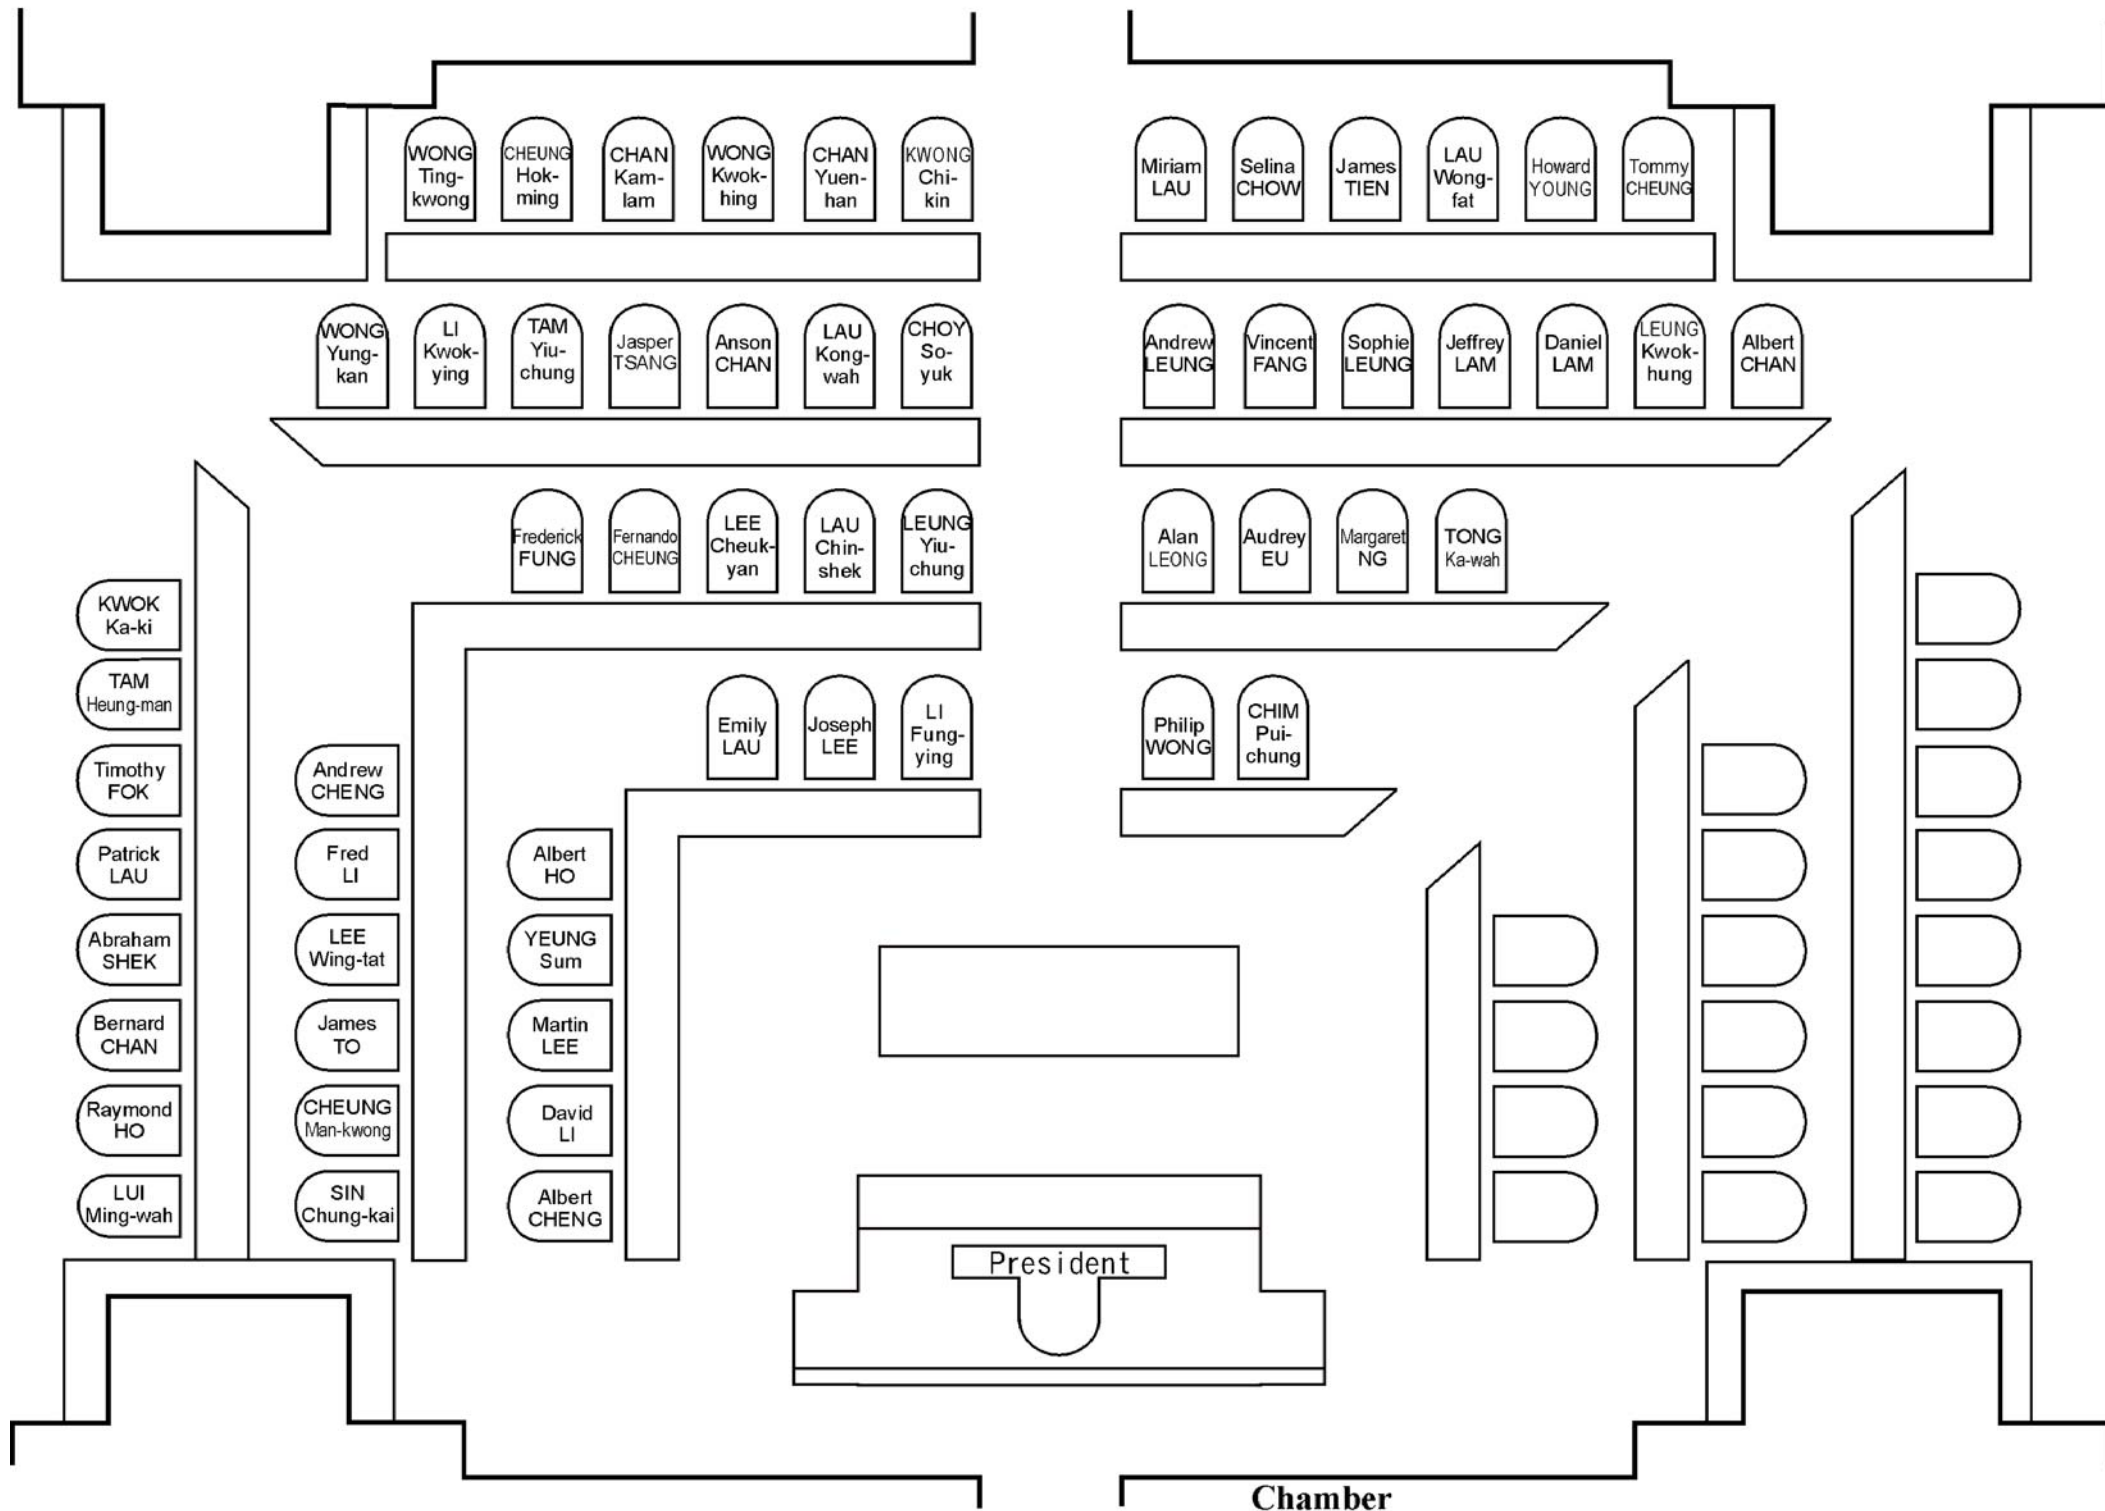 WONG
Ting-
kwong
CHEUNG
Hok-
ming
CHAN
Kam-
lam
WONG
Kwok-
hing
CHAN
Yuen-
han
KWONG
Chi-
kin
Miriam
LAU
Selina
CHOW
James
TIEN
LAU
Wong-
fat
Howard
YOUNG
Tommy
CHEUNG
WONG
Yung-
kan
LI
Kwok-
ying
TAM
Yiu-
chung
Jasper
TSANG
Anson
CHAN
LAU
Kong-
wah
CHOY
So-
yuk
Andrew
LEUNG
Vincent
FANG
Sophie
LEUNG
Jeffrey
LAM
Daniel
LAM
LEUNG
Kwok-
hung
Albert
CHAN
Frederick
FUNG
Fernando
CHEUNG
LEE
Cheuk-
yan
LAU
Chin-
shek
LEUNG
Yiu-
chung
Alan
LEONG
Audrey
EU
Margaret
NG
TONG
Ka-wah
Emily
LAU
Joseph
LEE
LI
Fung-
ying
Philip
WONG
CHIM
Pui-
chung
KWOK
Ka-ki
TAM
Heung-man
Timothy
FOK
Patrick
LAU
Abraham
SHEK
Bernard
CHAN
Raymond
HO
LUI
Ming-wah
Andrew
CHENG
Fred
LI
LEE
Wing-tat
James
TO
CHEUNG
Man-kwong
SIN
Chung-kai
Albert
HO
YEUNG
Sum
Martin
LEE
David
LI
Albert
CHENG
President
Chamber